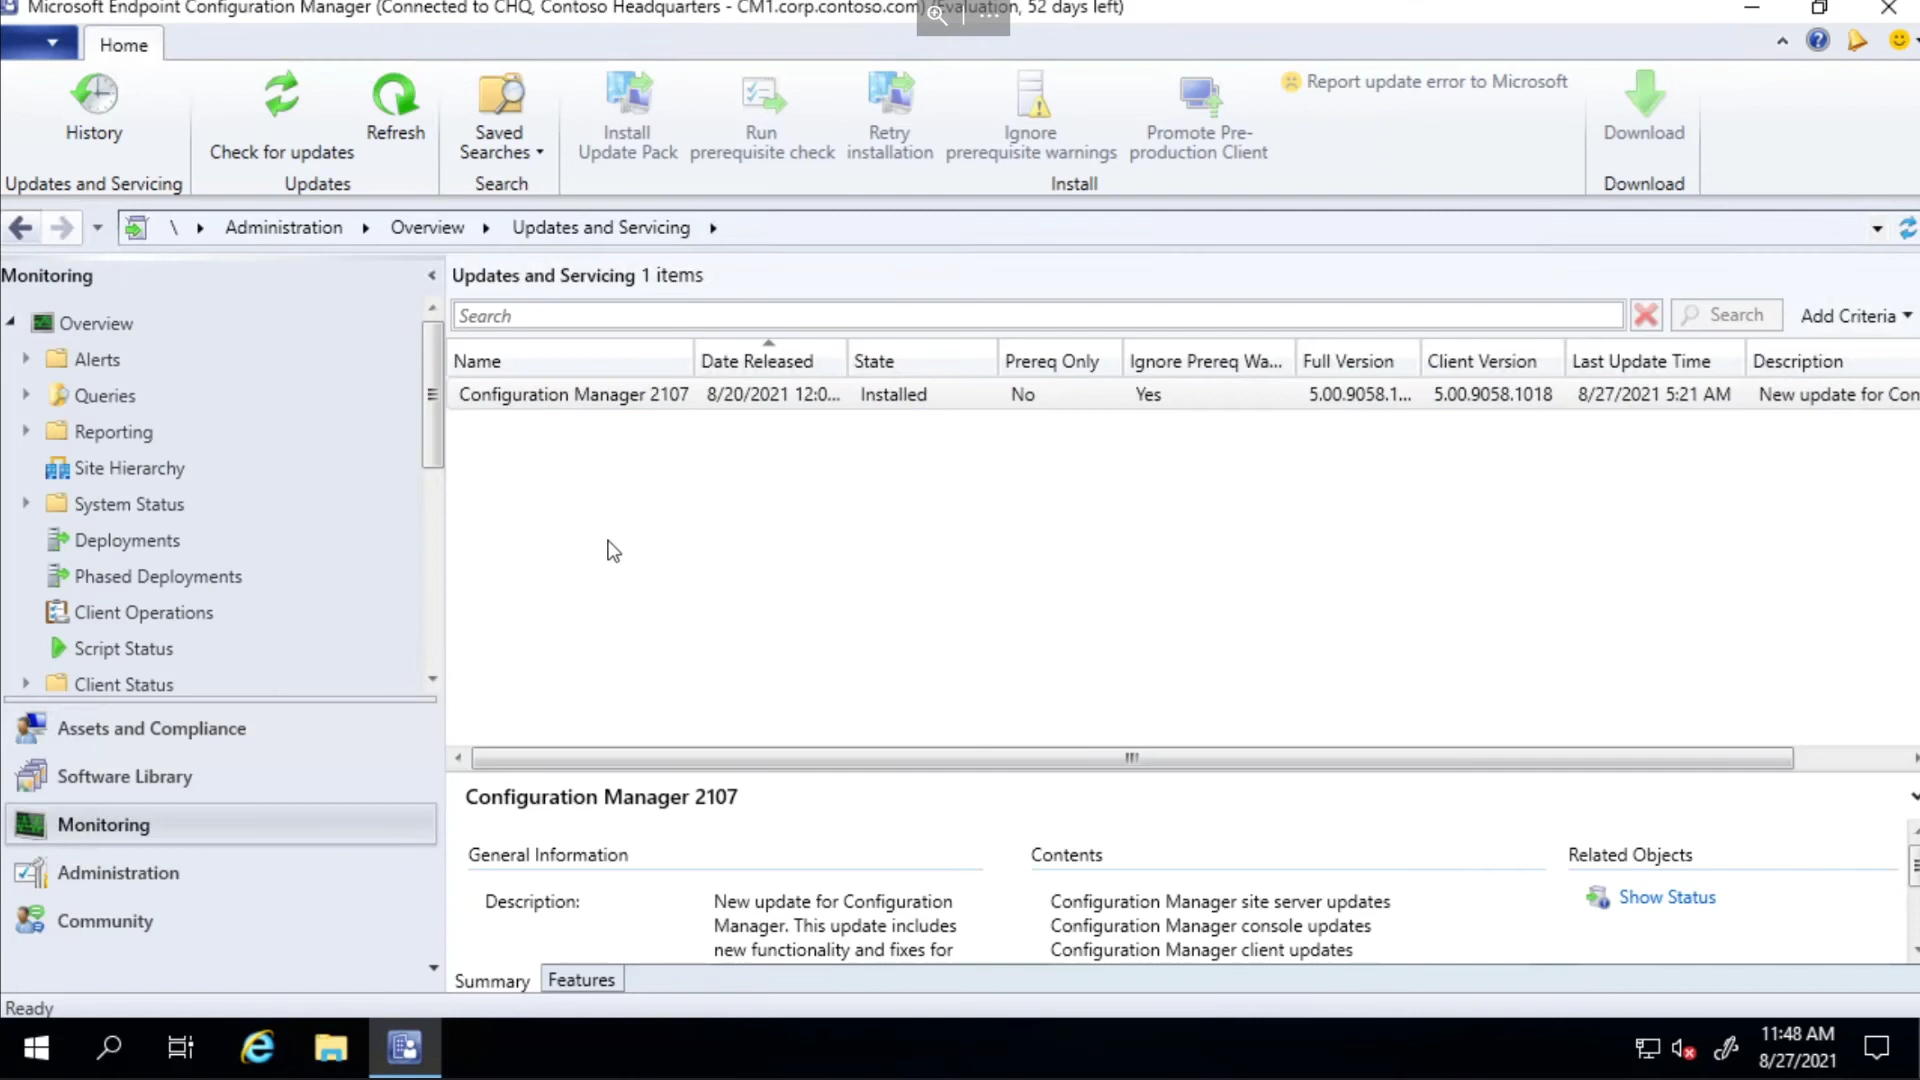 Microsoft Endpoint Configuration Manager (Connected to CHQ, Contoso Headquarters - CM1.corp.contoso.com) (Evaluation, 52 days left)
Home
History
Check for updates
Refresh
Saved
Searches
Install
Update Pack
Run
prerequisite check
Retry
installation
Ignore
prerequisite warnings
Promote Pre-
production Client
Report update error to Microsoft
Download
Updates and Servicing
Updates
Search
Install
Download
\ Administration Overview Updates and Servicing
Monitoring
Overview
Alerts
Queries
Reporting
Site Hierarchy
System Status
Deployments
Phased Deployments
Client Operations
Script Status
Client Status
Assets and Compliance
Software Library
Monitoring
Administration
Community
Updates and Servicing 1 items
Search
Search
Add Criteria
Name Date Released State Prereq Only Ignore Prereq Wa... Full Version Client Version Last Update Time Description
Configuration Manager 2107 8/20/2021 12:0... Installed No Yes 5.00.9058.1... 5.00.9058.1018 8/27/2021 5:21 AM New update for Con
Configuration Manager 2107
General Information
Description:
New update for Configuration
Manager. This update includes
new functionality and fixes for
Contents
Configuration Manager site server updates
Configuration Manager console updates
Configuration Manager client updates
Related Objects
Show Status
Summary Features
Ready
11:48 AM
8/27/2021